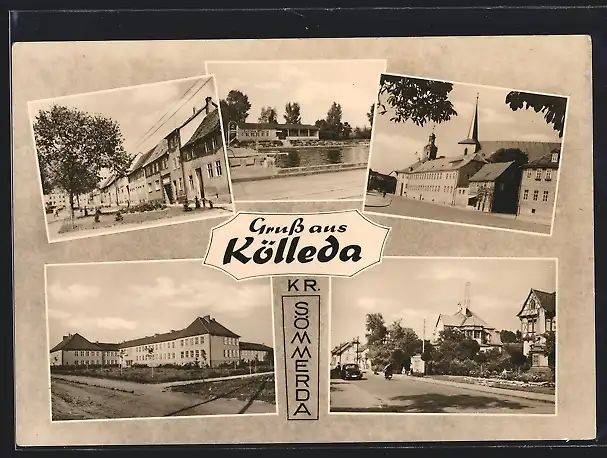 Gruß aus
Kölleda
KR.
SÖMMERDA